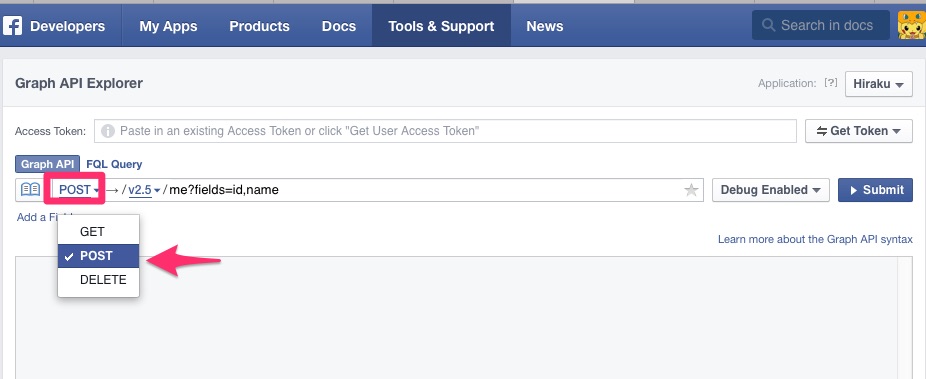 f Developers My Apps Products Docs Tools & Support News Search in docs
Graph API Explorer Application: [?] Hiraku
Access Token: Paste in an existing Access Token or click "Get User Access Token" Get Token
Graph API FQL Query
POST → / v2.5 / me?fields=id,name Debug Enabled Submit
Add a Fi
GET
Learn more about the Graph API syntax
✓ POST
DELETE